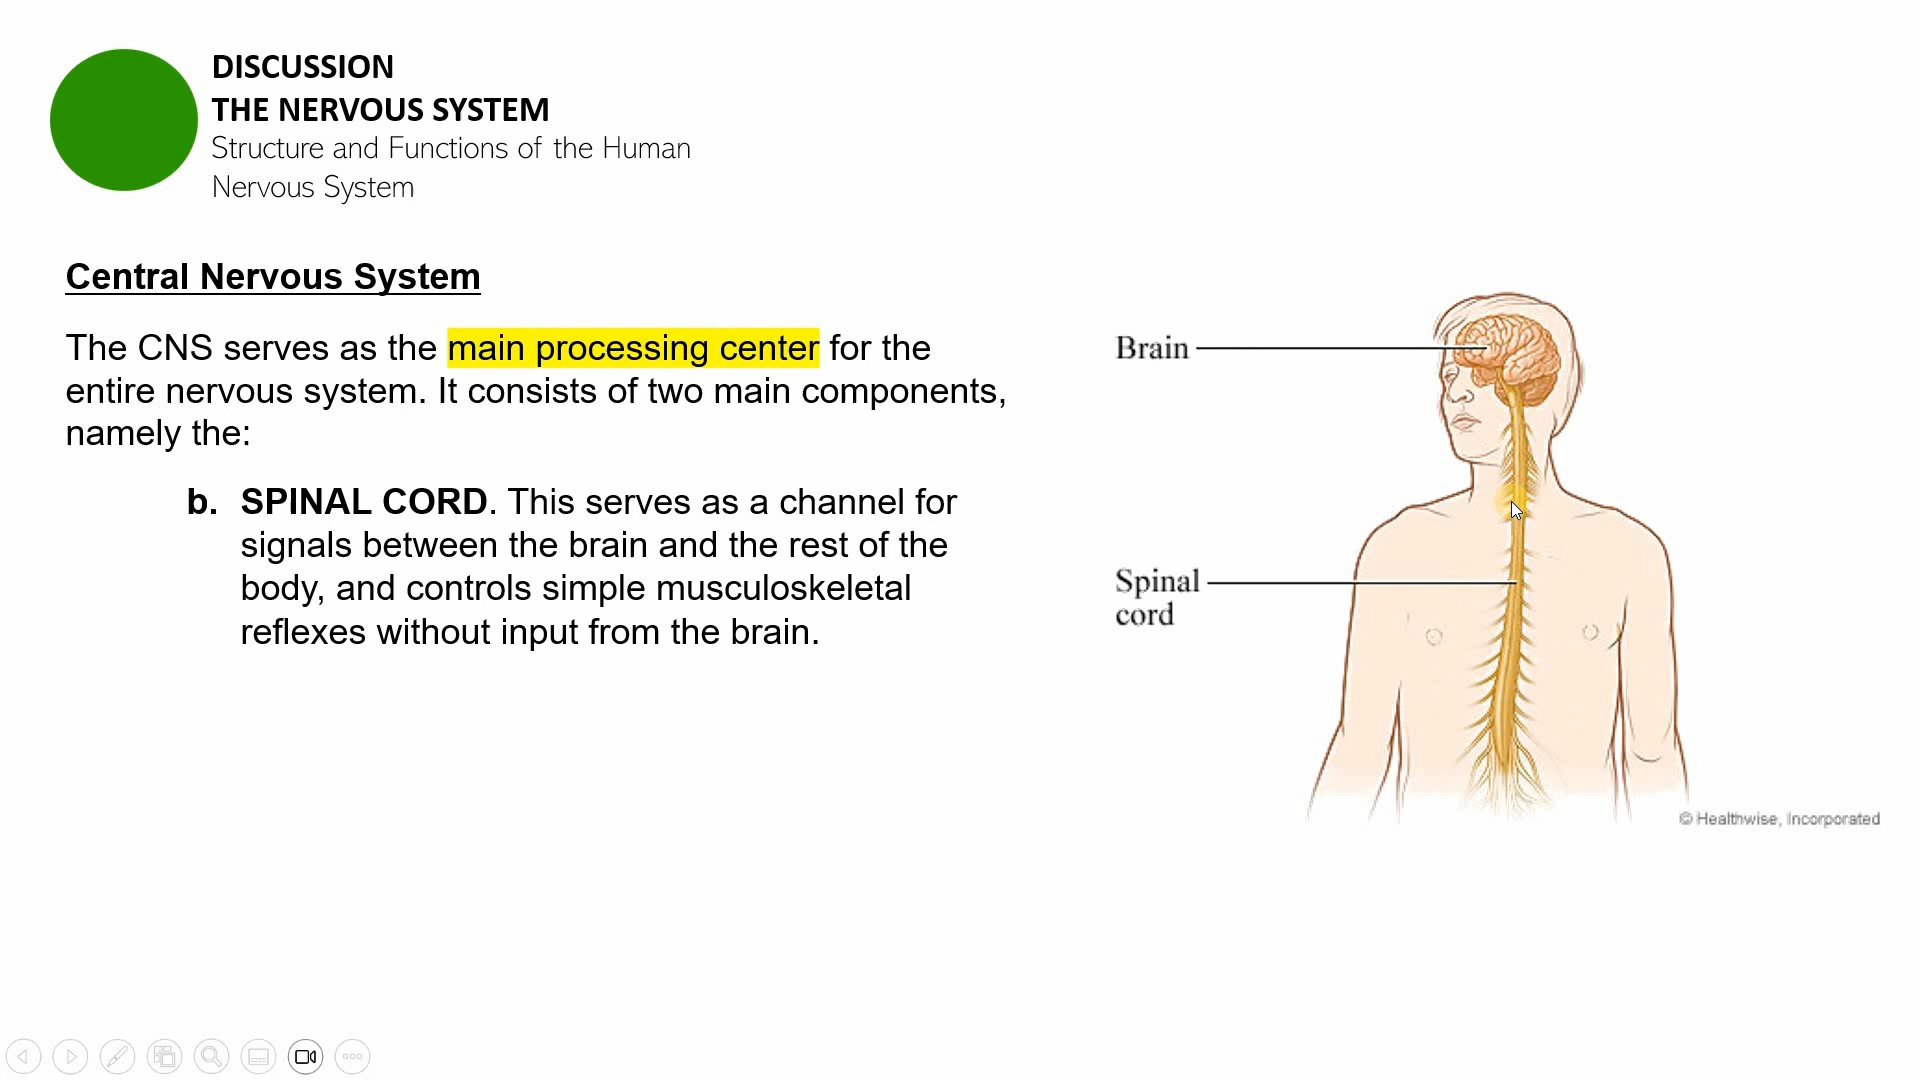 DISCUSSION
THE NERVOUS SYSTEM
Structure and Functions of the Human
Nervous System
Central Nervous System
The CNS serves as the main processing center for the
entire nervous system. It consists of two main components,
namely the:
b. SPINAL CORD. This serves as a channel for
signals between the brain and the rest of the
body, and controls simple musculoskeletal
reflexes without input from the brain.
Brain
Spinal
cord
© Healthwise, Incorporated